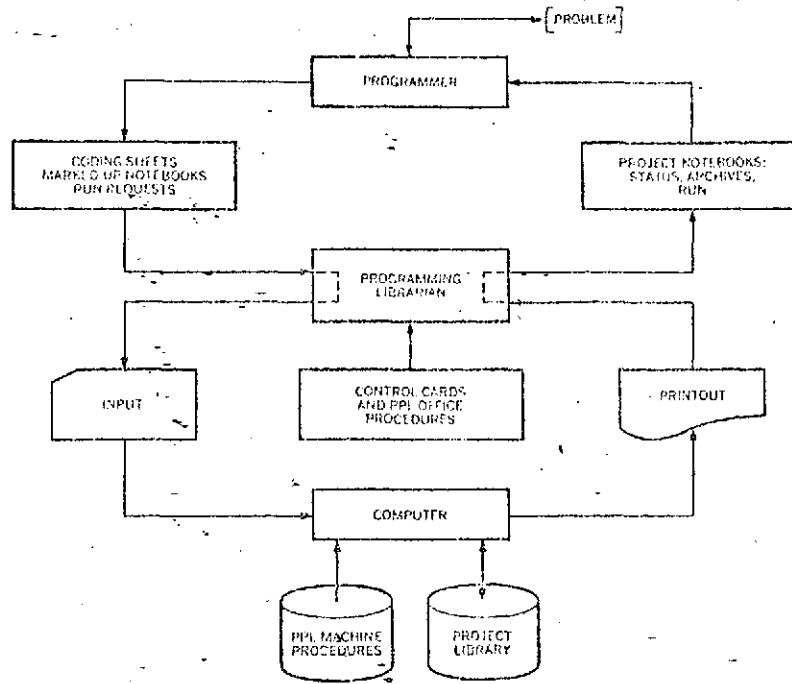 [PROBLEM]
PROGRAMMER
CODING SHEETS
MARKED UP NOTEBOOKS
RUN REQUESTS
PROJECT NOTEBOOKS:
STATUS, ARCHIVES,
RUN
PROGRAMMING
LIBRARIAN
INPUT
CONTROL CARDS
AND PPL OFFICE
PROCEDURES
PRINTOUT
COMPUTER
PPL MACHINE
PROCEDURES
PROJECT
LIBRARY